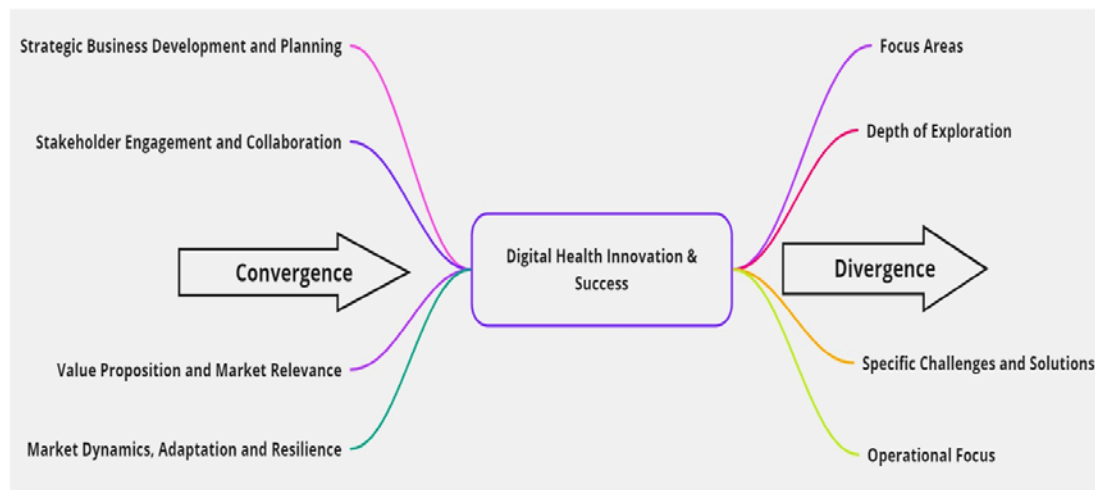 Strategic Business Development and Planning
Stakeholder Engagement and Collaboration
Convergence
Value Proposition and Market Relevance
Market Dynamics, Adaptation and Resilience
Digital Health Innovation &
Success
Focus Areas
Depth of Exploration
Divergence
Specific Challenges and Solutions
Operational Focus